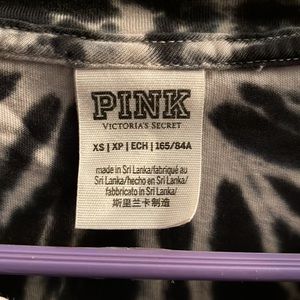 PINK
VICTORIA'S SECRET
XS | XP | ECH | 165/84A
made in Sri Lanka/fabriqué au
Sri Lanka/hecho en Sri Lanka/
fabbricato in Sri Lanka/
斯里兰卡制造